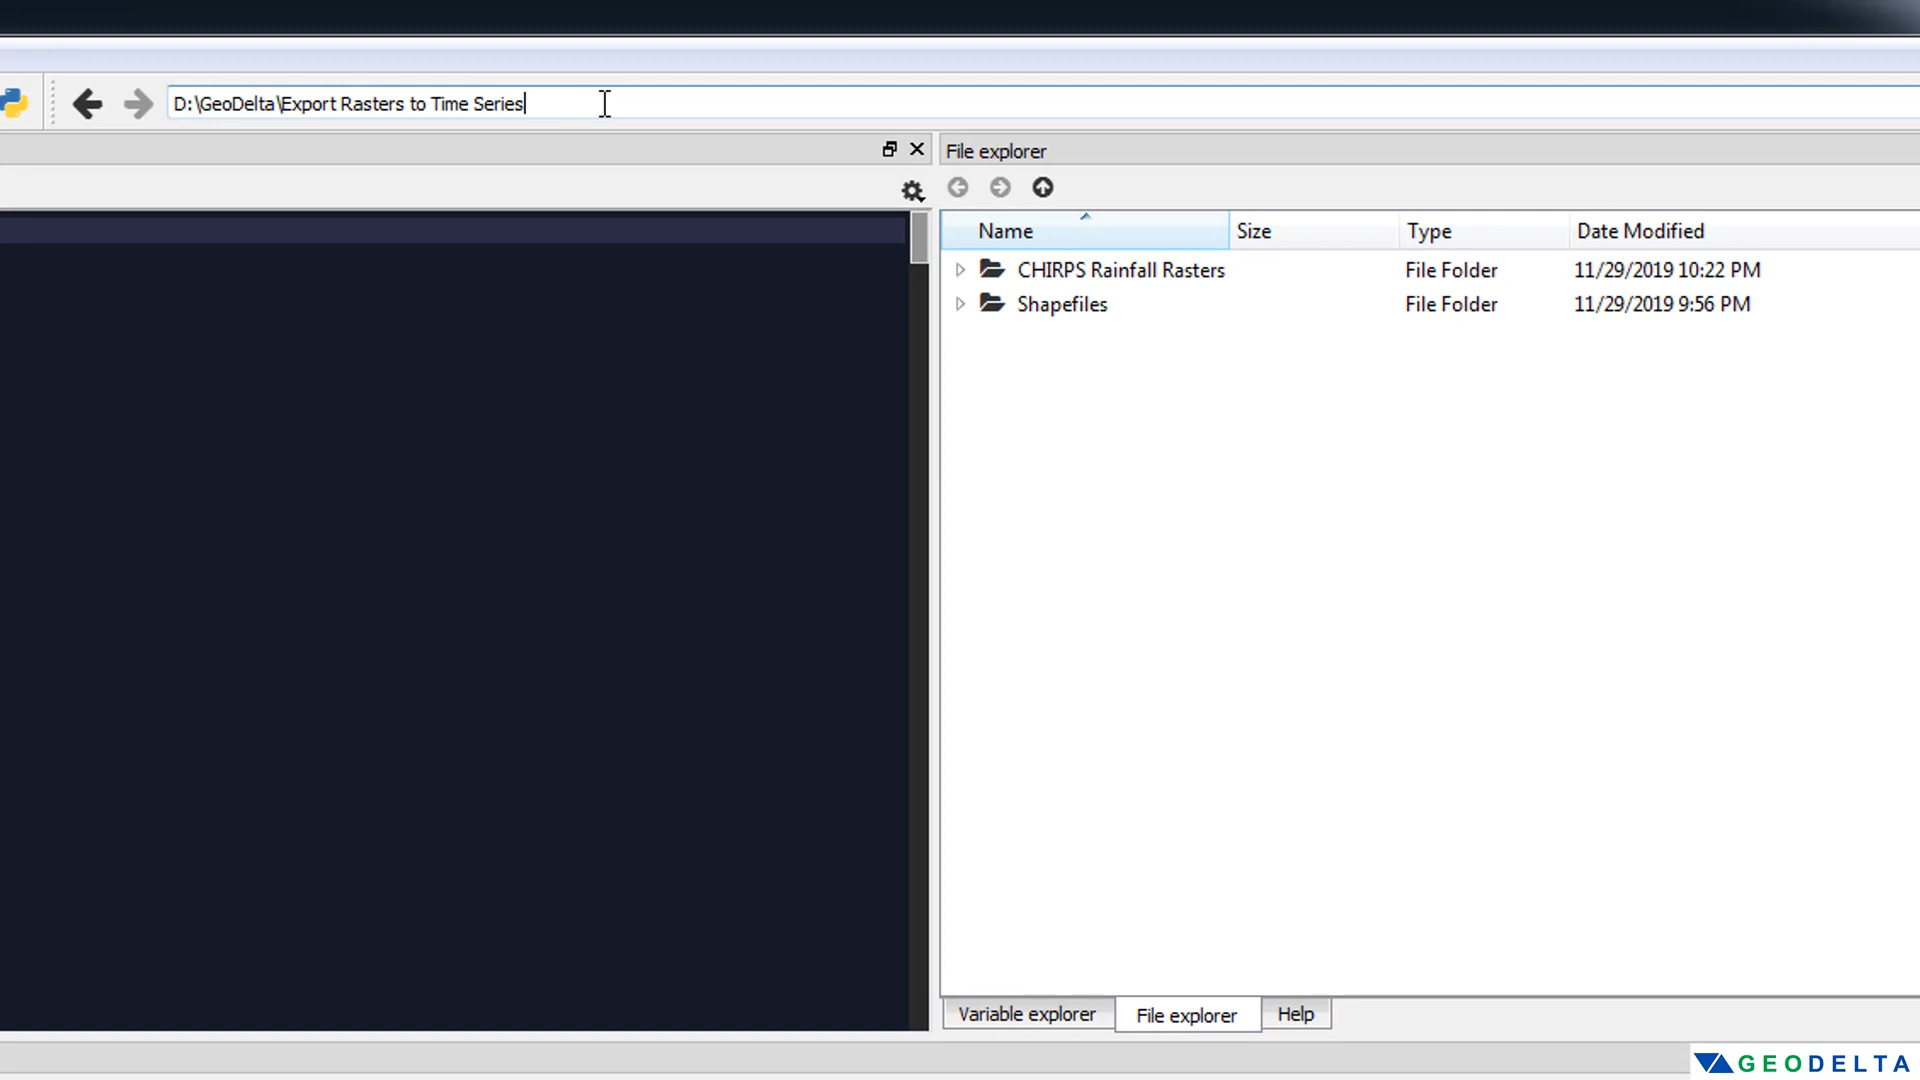 D:\GeoDelta\Export Rasters to Time Series
File explorer
Name Size Type Date Modified
CHIRPS Rainfall Rasters File Folder 11/29/2019 10:22 PM
Shapefiles File Folder 11/29/2019 9:56 PM
Variable explorer File explorer Help
GEODELTA